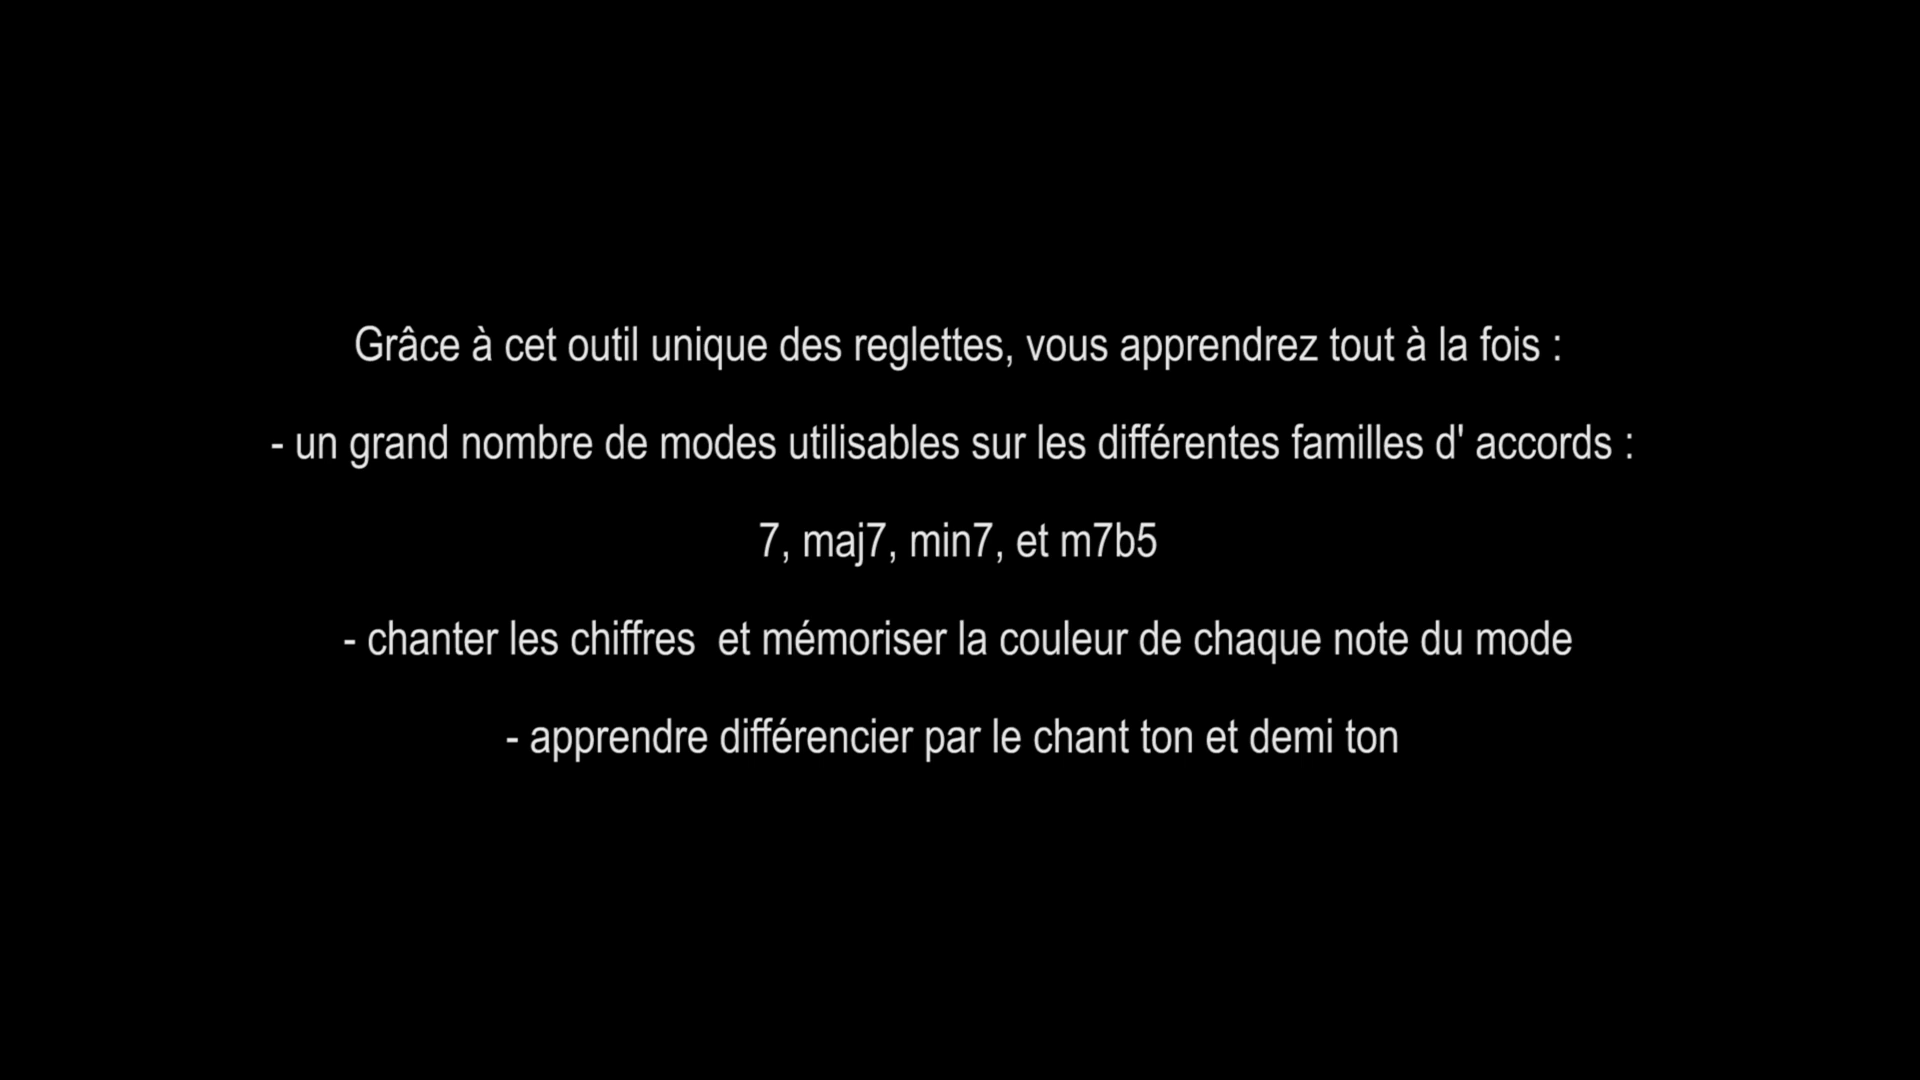 Grâce à cet outil unique des reglettes, vous apprendrez tout à la fois :
- un grand nombre de modes utilisables sur les différentes familles d' accords :
7, maj7, min7, et m7b5
- chanter les chiffres  et mémoriser la couleur de chaque note du mode
- apprendre différencier par le chant ton et demi ton